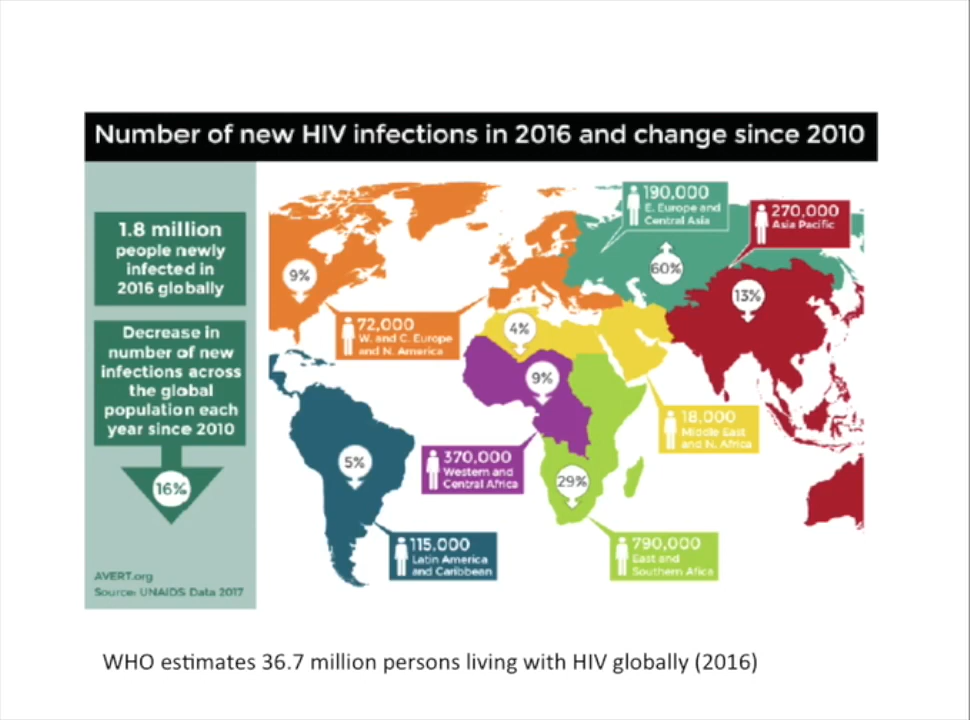 Number of new HIV infections in 2016 and change since 2010
1.8 million
people newly
infected in
2016 globally
Decrease in
number of new
infections across
the global
population each
year since 2010
16%
AVERT.org
Source: UNAIDS Data 2017
9%
72,000
W. and C. Europe
and N. America
190,000
E. Europe and
Central Asia
60%
270,000
Asia Pacific
13%
4%
18,000
Middle East
and N. Africa
9%
370,000
Western and
Central Africa
5%
115,000
Latin America
and Caribbean
29%
790,000
East and
Southern Afica
WHO estimates 36.7 million persons living with HIV globally (2016)